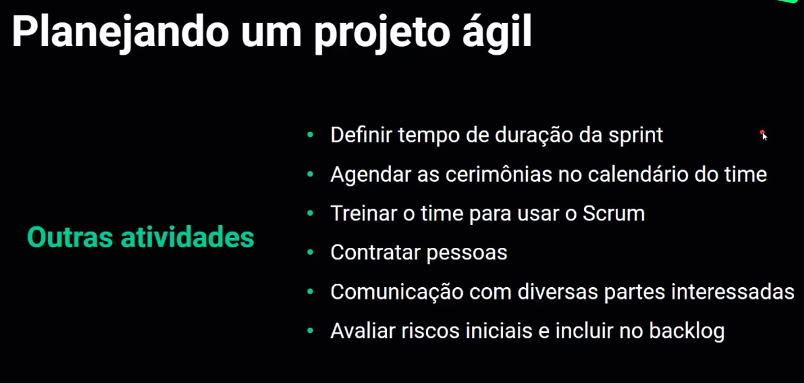 Planejando um projeto ágil
Outras atividades
• Definir tempo de duração da sprint
• Agendar as cerimônias no calendário do time
• Treinar o time para usar o Scrum
• Contratar pessoas
• Comunicação com diversas partes interessadas
• Avaliar riscos iniciais e incluir no backlog